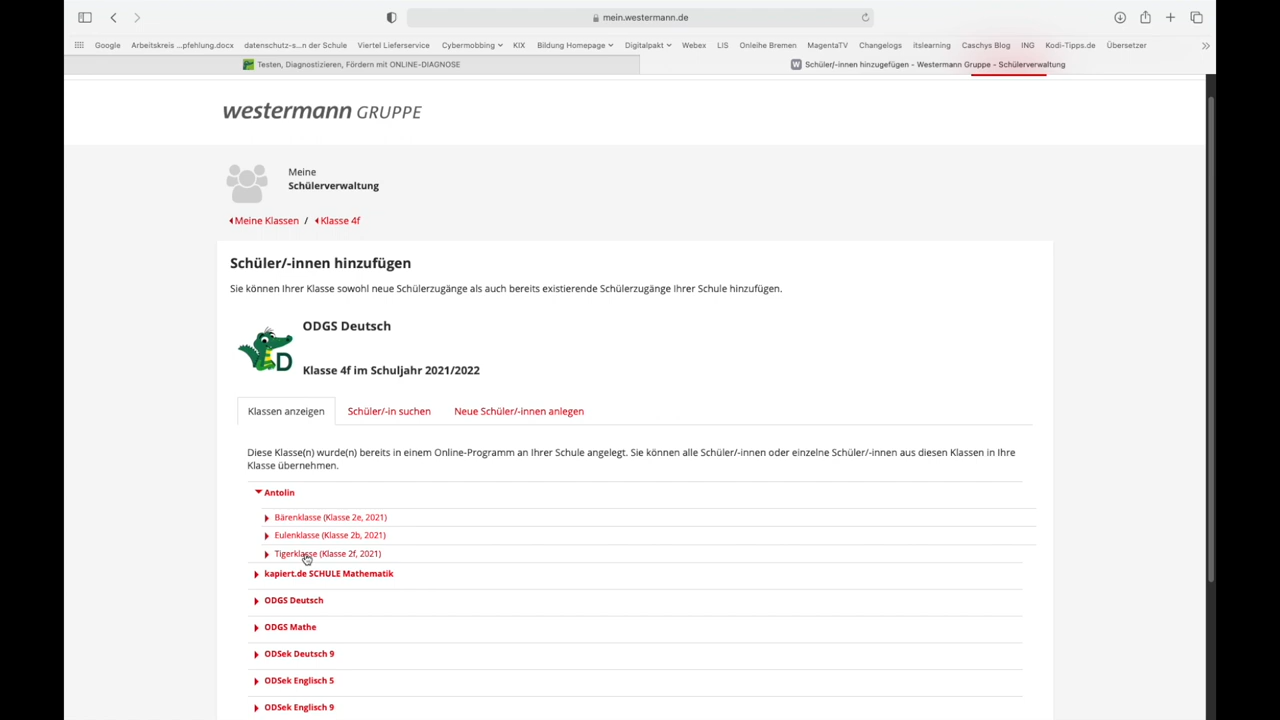 mein.westermann.de
Google Arbeitskreis ...pfehlung.docx datenschutz-s...n der Schule Viertel Lieferservice Cybermobbing KIX Bildung Homepage Digitalpakt Webex LIS Onleihe Bremen MagentaTV Changelogs itslearning Caschys Blog ING Kodi-Tipps.de Übersetzer
Testen, Diagnostizieren, Fördern mit ONLINE-DIAGNOSE
W Schüler/-innen hinzufügen - Westermann Gruppe - Schülerverwaltung
westermann GRUPPE
Meine
Schülerverwaltung
Meine Klassen / Klasse 4f
Schüler/-innen hinzufügen
Sie können Ihrer Klasse sowohl neue Schülerzugänge als auch bereits existierende Schülerzugänge Ihrer Schule hinzufügen.
ODGS Deutsch
D
Klasse 4f im Schuljahr 2021/2022
Klassen anzeigen Schüler/-in suchen Neue Schüler/-innen anlegen
Diese Klasse(n) wurde(n) bereits in einem Online-Programm an Ihrer Schule angelegt. Sie können alle Schüler/-innen oder einzelne Schüler/-innen aus diesen Klassen in Ihre
Klasse übernehmen.
Antolin
Bärenklasse (Klasse 2e, 2021)
Eulenklasse (Klasse 2b, 2021)
Tigerklasse (Klasse 2f, 2021)
kapiert.de SCHULE Mathematik
ODGS Deutsch
ODGS Mathe
ODSek Deutsch 9
ODSek Englisch 5
ODSek Englisch 9